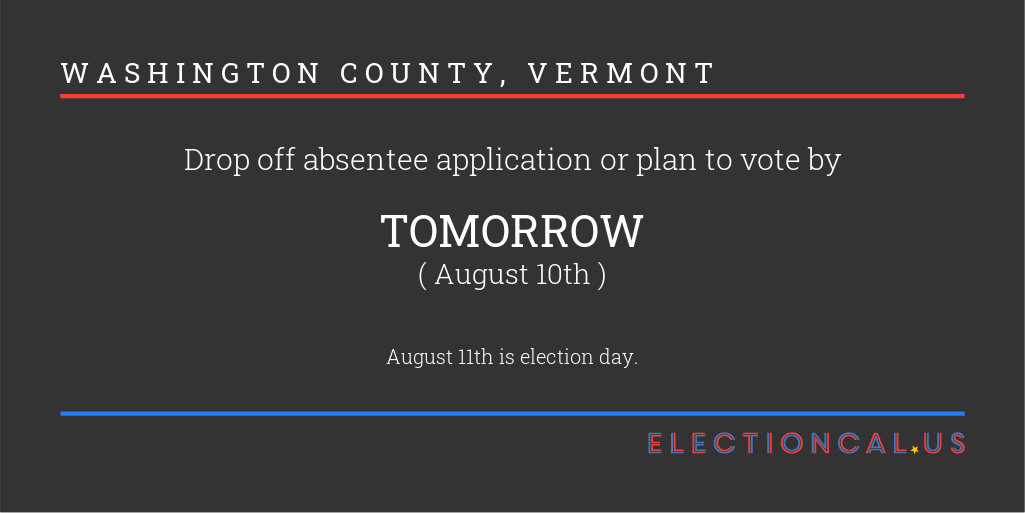 WASHINGTON COUNTY, VERMONT
Drop off absentee application or plan to vote by
TOMORROW
( August 10th )
August 11th is election day.
ELECTIONCAL.US